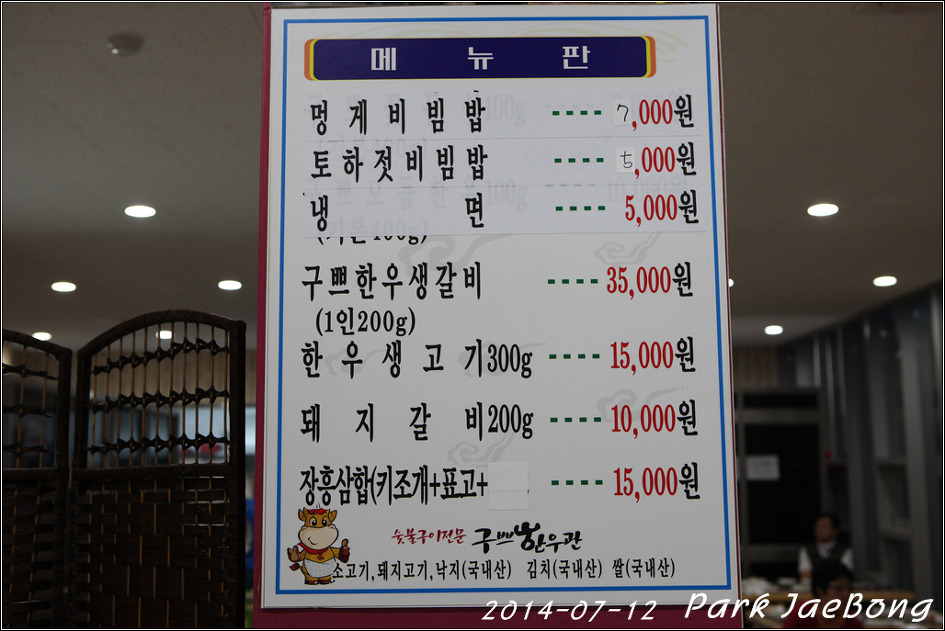 메뉴판
멍게비빔밥 ---- 7,000원
토하젓비빔밥 ---- 5,000원
냉면 ---- 5,000원
구쁘한우생갈비 ---- 35,000원
(1인200g)
한우생고기300g ---- 15,000원
돼지갈비200g ---- 10,000원
장흥삼합(키조개+표고+ ---- 15,000원
숯불구이전문 구쁘한우관
소고기,돼지고기,낙지(국내산) 김치(국내산) 쌀(국내산)
2014-07-12 Park JaeBong